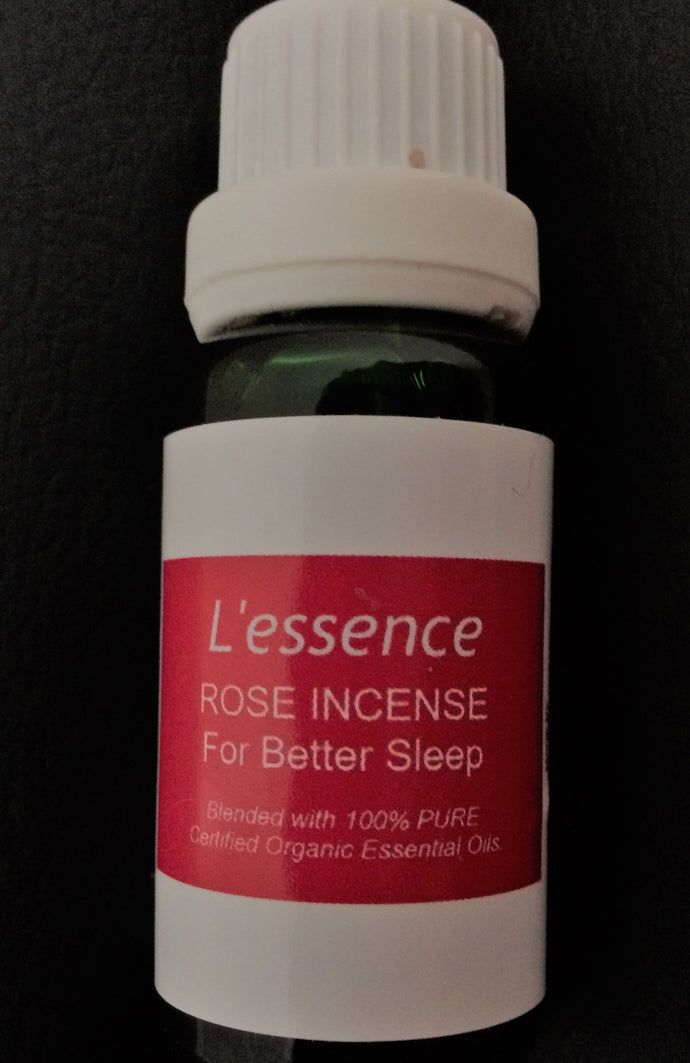 L'essence
ROSE INCENSE
For Better Sleep
Blended with 100% PURE
Certified Organic Essential Oils.